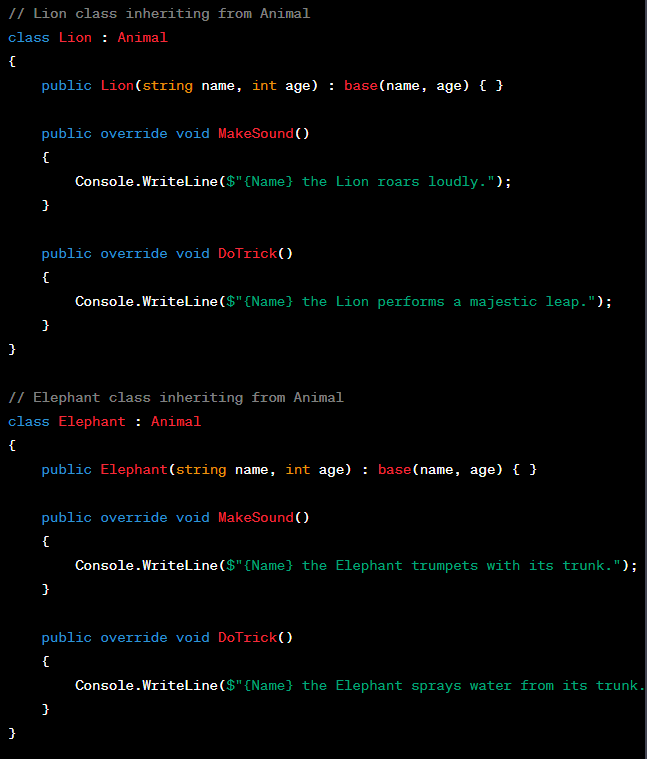 // Lion class inheriting from Animal
class Lion : Animal
{
    public Lion(string name, int age) : base(name, age) { }

    public override void MakeSound()
    {
        Console.WriteLine($"{Name} the Lion roars loudly.");
    }

    public override void DoTrick()
    {
        Console.WriteLine($"{Name} the Lion performs a majestic leap.");
    }
}

// Elephant class inheriting from Animal
class Elephant : Animal
{
    public Elephant(string name, int age) : base(name, age) { }

    public override void MakeSound()
    {
        Console.WriteLine($"{Name} the Elephant trumpets with its trunk.");
    }

    public override void DoTrick()
    {
        Console.WriteLine($"{Name} the Elephant sprays water from its trunk.
    }
}